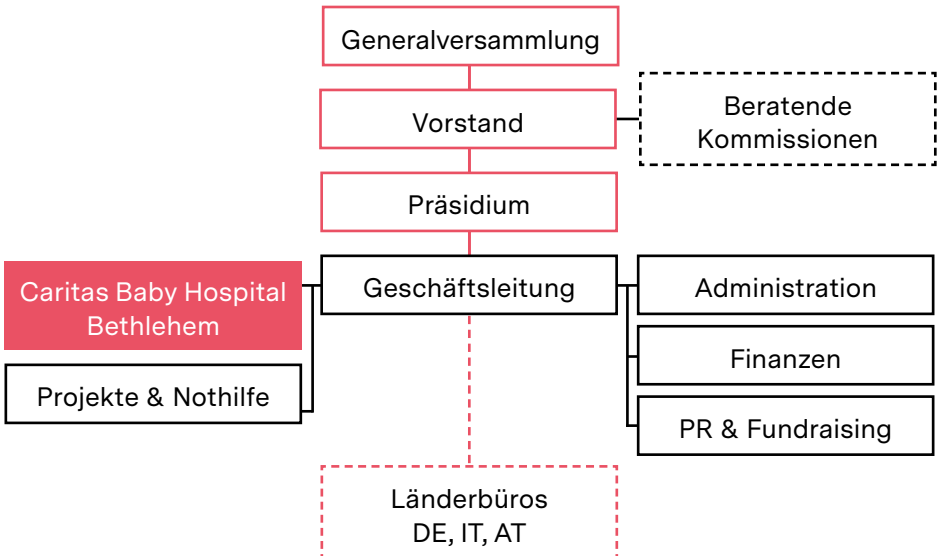 Generalversammlung
Vorstand
Beratende
Kommissionen
Präsidium
Caritas Baby Hospital
Bethlehem
Geschäftsleitung
Administration
Projekte & Nothilfe
Finanzen
PR & Fundraising
Länderbüros
DE, IT, AT